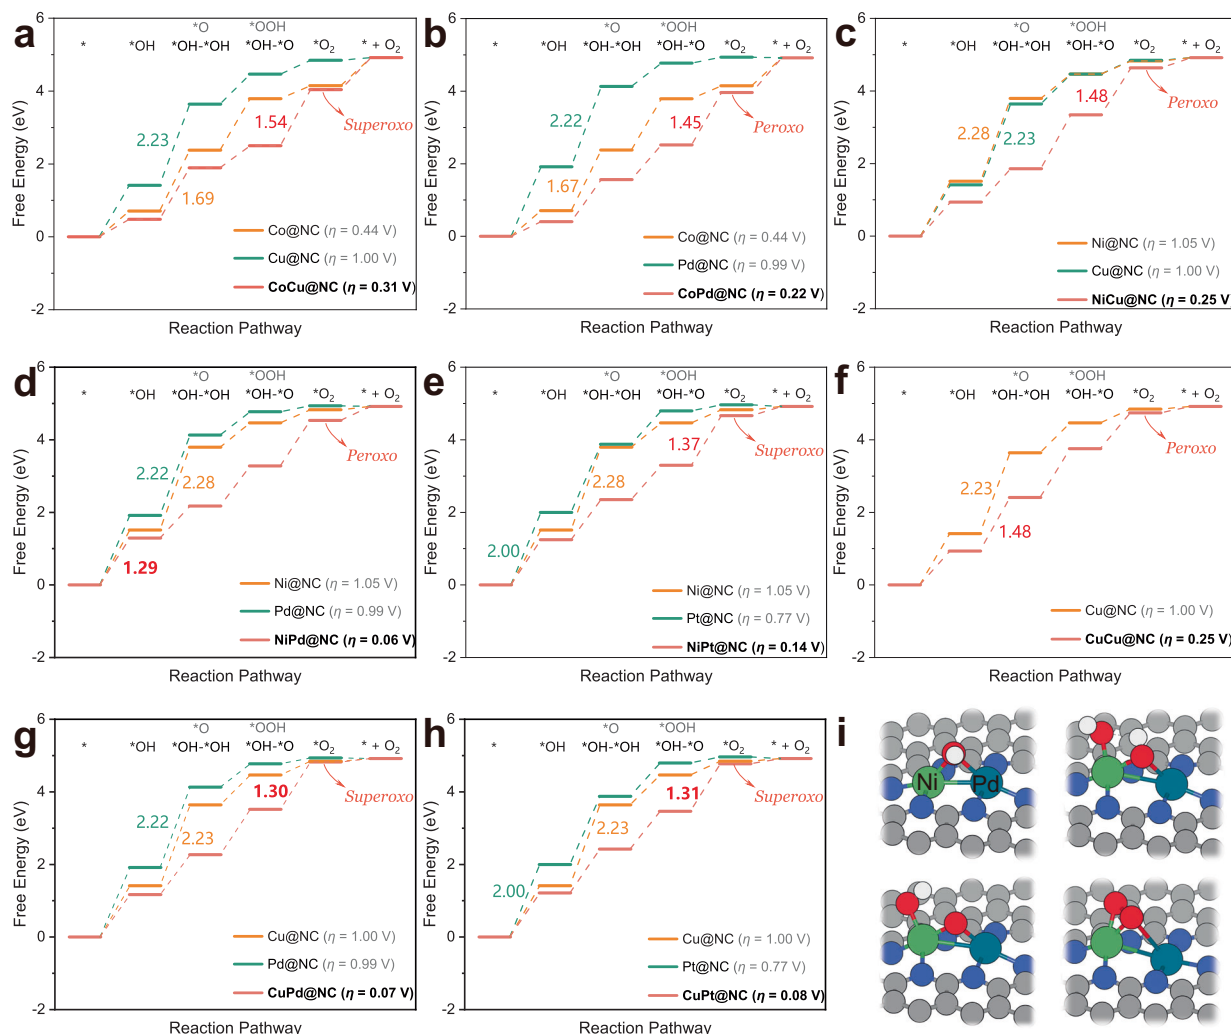 a
*O
*OOH
*
*OH
*OH-*OH
*OH-*O
*O2
* + O2
6
4
2
0
-2
Free Energy (eV)
2.23
1.54
1.69
Superoxo
Co@NC (η = 0.44 V)
Cu@NC (η = 1.00 V)
CoCu@NC (η = 0.31 V)
Reaction Pathway
b
*O
*OOH
*
*OH
*OH-*OH
*OH-*O
*O2
* + O2
6
4
2
0
-2
Free Energy (eV)
2.22
1.45
1.67
Peroxo
Co@NC (η = 0.44 V)
Pd@NC (η = 0.99 V)
CoPd@NC (η = 0.22 V)
Reaction Pathway
c
*O
*OOH
*
*OH
*OH-*OH
*OH-*O
*O2
* + O2
6
4
2
0
-2
Free Energy (eV)
1.48
2.28
2.23
Peroxo
Ni@NC (η = 1.05 V)
Cu@NC (η = 1.00 V)
NiCu@NC (η = 0.25 V
Reaction Pathway
d
*O
*OOH
*
*OH
*OH-*OH
*OH-*O
*O2
* + O2
6
4
2
0
-2
Free Energy (eV)
2.22
2.28
1.29
Peroxo
Ni@NC (η = 1.05 V)
Pd@NC (η = 0.99 V)
NiPd@NC (η = 0.06 V)
Reaction Pathway
e
*O
*OOH
*
*OH
*OH-*OH
*OH-*O
*O2
* + O2
6
4
2
0
-2
Free Energy (eV)
1.37
2.28
2.00
Superoxo
Ni@NC (η = 1.05 V)
Pt@NC (η = 0.77 V)
NiPt@NC (η = 0.14 V)
Reaction Pathway
f
*O
*OOH
*
*OH
*OH-*OH
*OH-*O
*O2
* + O2
6
4
2
0
-2
Free Energy (eV)
2.23
1.48
Peroxo
Cu@NC (η = 1.00 V)
CuCu@NC (η = 0.25 V)
Reaction Pathway
g
*O
*OOH
*
*OH
*OH-*OH
*OH-*O
*O2
* + O2
6
4
2
0
-2
Free Energy (eV)
1.30
2.22
2.23
Superoxo
Cu@NC (η = 1.00 V)
Pd@NC (η = 0.99 V)
CuPd@NC (η = 0.07 V)
Reaction Pathway
h
*O
*OOH
*
*OH
*OH-*OH
*OH-*O
*O2
* + O2
6
4
2
0
-2
Free Energy (eV)
1.31
2.23
2.00
Superoxo
Cu@NC (η = 1.00 V)
Pt@NC (η = 0.77 V)
CuPt@NC (η = 0.08 V)
Reaction Pathway
i
Ni
Pd